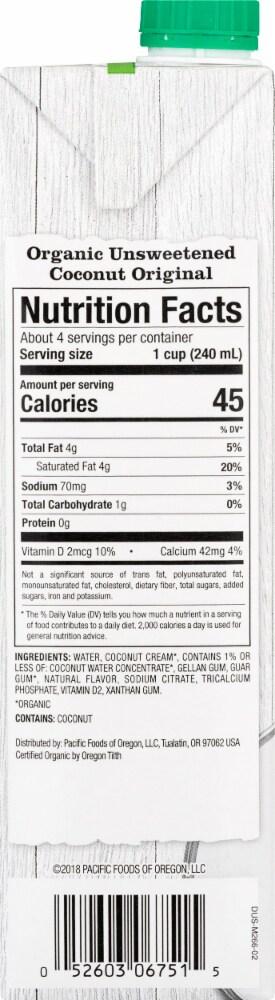 Organic Unsweetened
Coconut Original
Nutrition Facts
About 4 servings per container
Serving size 1 cup (240 mL)
Amount per serving
Calories 45
% DV*
Total Fat 4g 5%
Saturated Fat 4g 20%
Sodium 70mg 3%
Total Carbohydrate 1g 0%
Protein 0g
Vitamin D 2mcg 10% • Calcium 42mg 4%
Not a significant source of trans fat, polyunsaturated fat,
monounsaturated fat, cholesterol, dietary fiber, total sugars, added
sugars, iron and potassium.
* The % Daily Value (DV) tells you how much a nutrient in a serving
of food contributes to a daily diet. 2,000 calories a day is used for
general nutrition advice.
INGREDIENTS: WATER, COCONUT CREAM*, CONTAINS 1% OR
LESS OF: COCONUT WATER CONCENTRATE*, GELLAN GUM, GUAR
GUM*, NATURAL FLAVOR, SODIUM CITRATE, TRICALCIUM
PHOSPHATE, VITAMIN D2, XANTHAN GUM.
*ORGANIC
CONTAINS: COCONUT
Distributed by: Pacific Foods of Oregon, LLC, Tualatin, OR 97062 USA
Certified Organic by Oregon Tilth
©2018 PACIFIC FOODS OF OREGON, LLC
DUS-M266-02
0 52603 06751 5